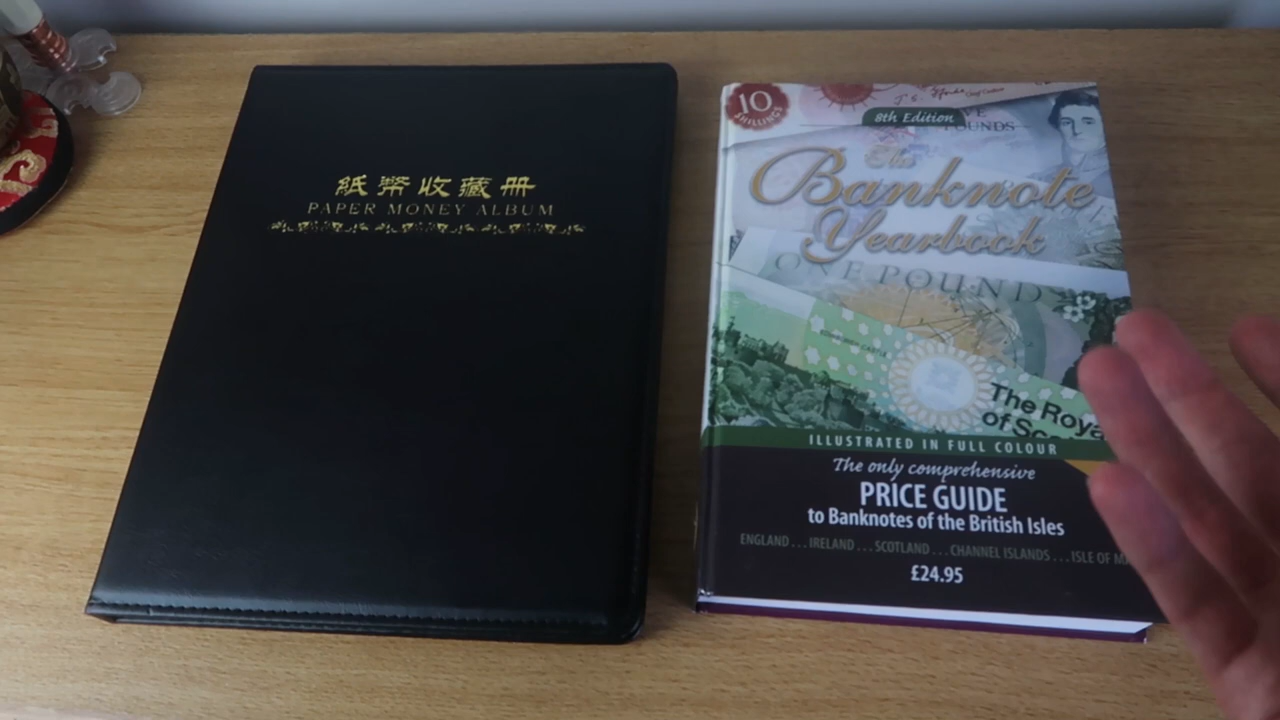 紙幣收藏册
PAPER MONEY ALBUM
10
SHILLINGS
8th Edition
POUNDS
The
Banknote
Yearbook
ONE POUND
The Roya
of Sc
ILLUSTRATED IN FULL COLOUR
The only comprehensive
PRICE GUIDE
to Banknotes of the British Isles
ENGLAND...IRELAND...SCOTLAND...CHANNEL ISLANDS...ISLE OF M
£24.95